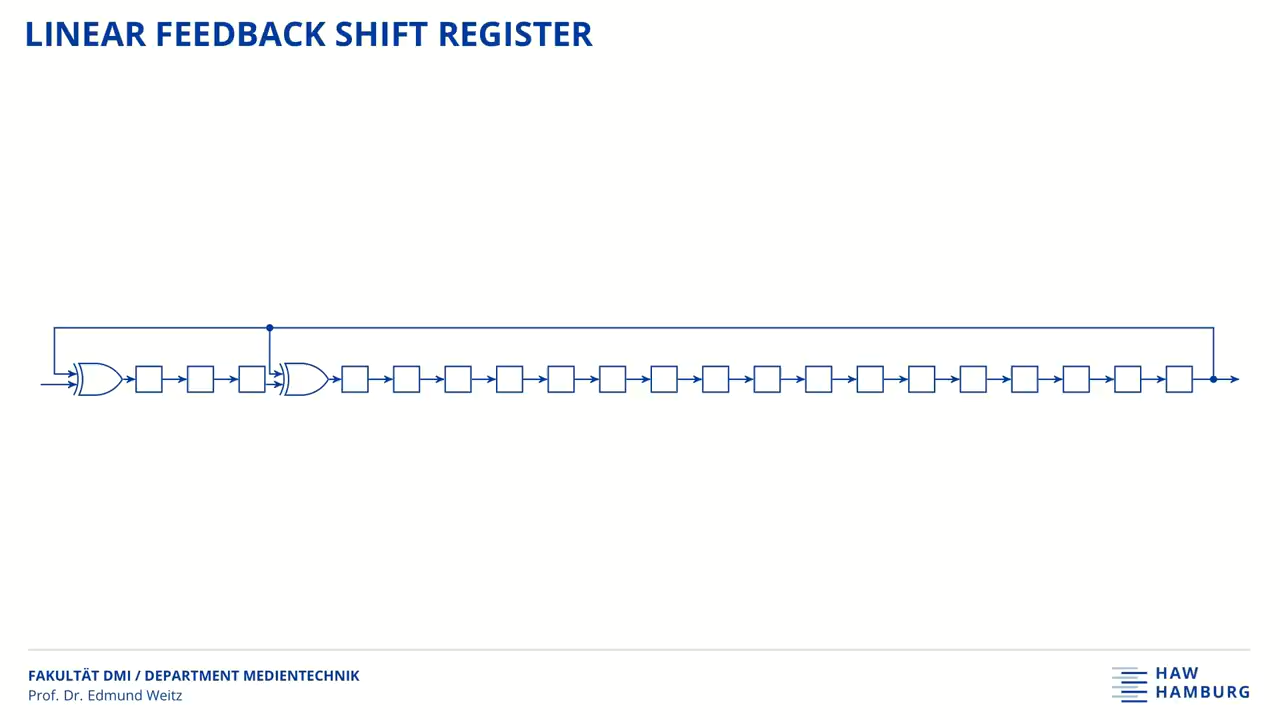 LINEAR FEEDBACK SHIFT REGISTER
FAKULTÄT DMI / DEPARTMENT MEDIENTECHNIK
Prof. Dr. Edmund Weitz
HAW
HAMBURG